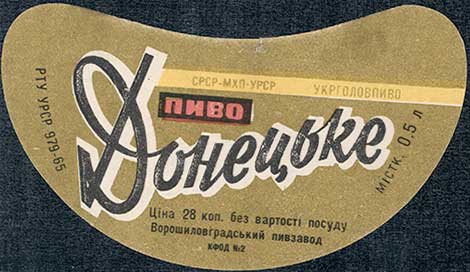 СРСР-МХП-УРСР УКРГОЛОВПИВО
ПИВО
Донецьке
РТУ УРСР 979-65
МІСТК. 0,5 л
Ціна 28 коп. без вартості посуду
Ворошиловградський пивзавод
ХФОД №2